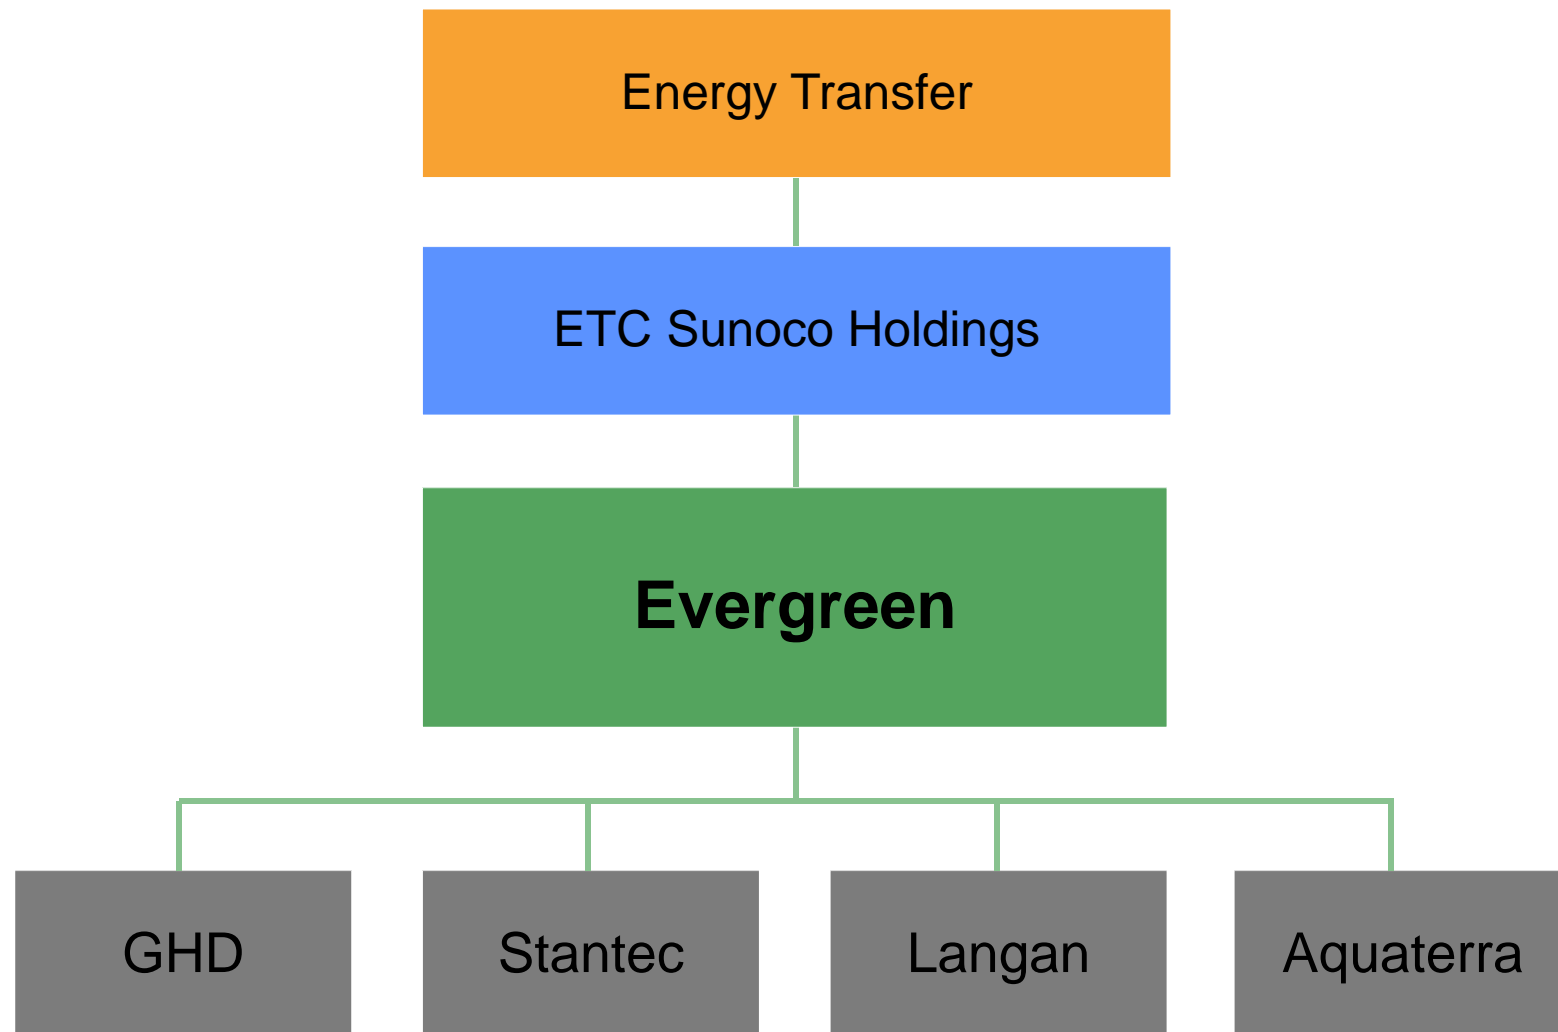 Energy Transfer
ETC Sunoco Holdings
Evergreen
GHD
Stantec
Langan
Aquaterra